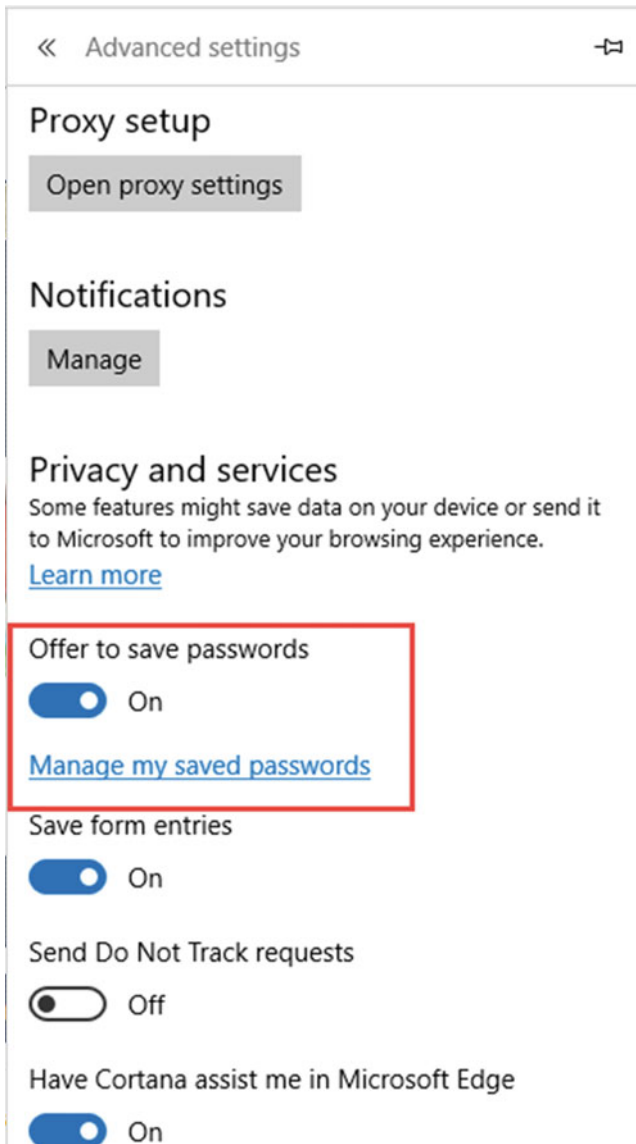 Advanced settings
Proxy setup
Open proxy settings
Notifications
Manage
Privacy and services
Some features might save data on your device or send it
to Microsoft to improve your browsing experience.
Learn more
Offer to save passwords
On
Manage my saved passwords
Save form entries
On
Send Do Not Track requests
Off
Have Cortana assist me in Microsoft Edge
On